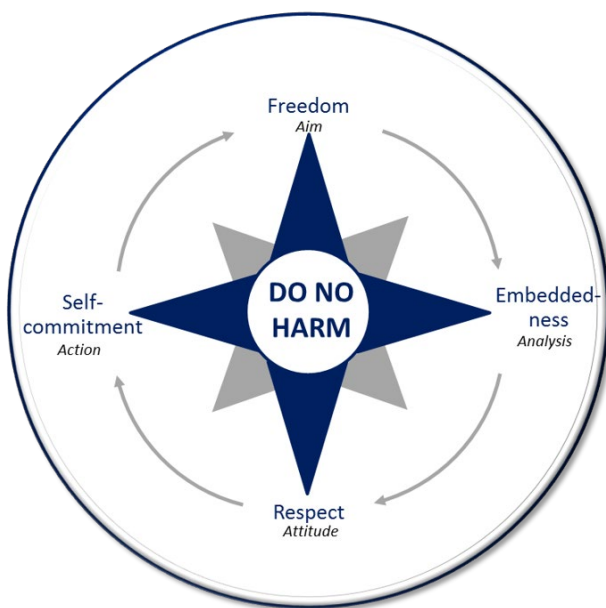 Freedom
Aim
Self-
commitment
Action
DO NO
HARM
Embedded-
ness
Analysis
Respect
Attitude